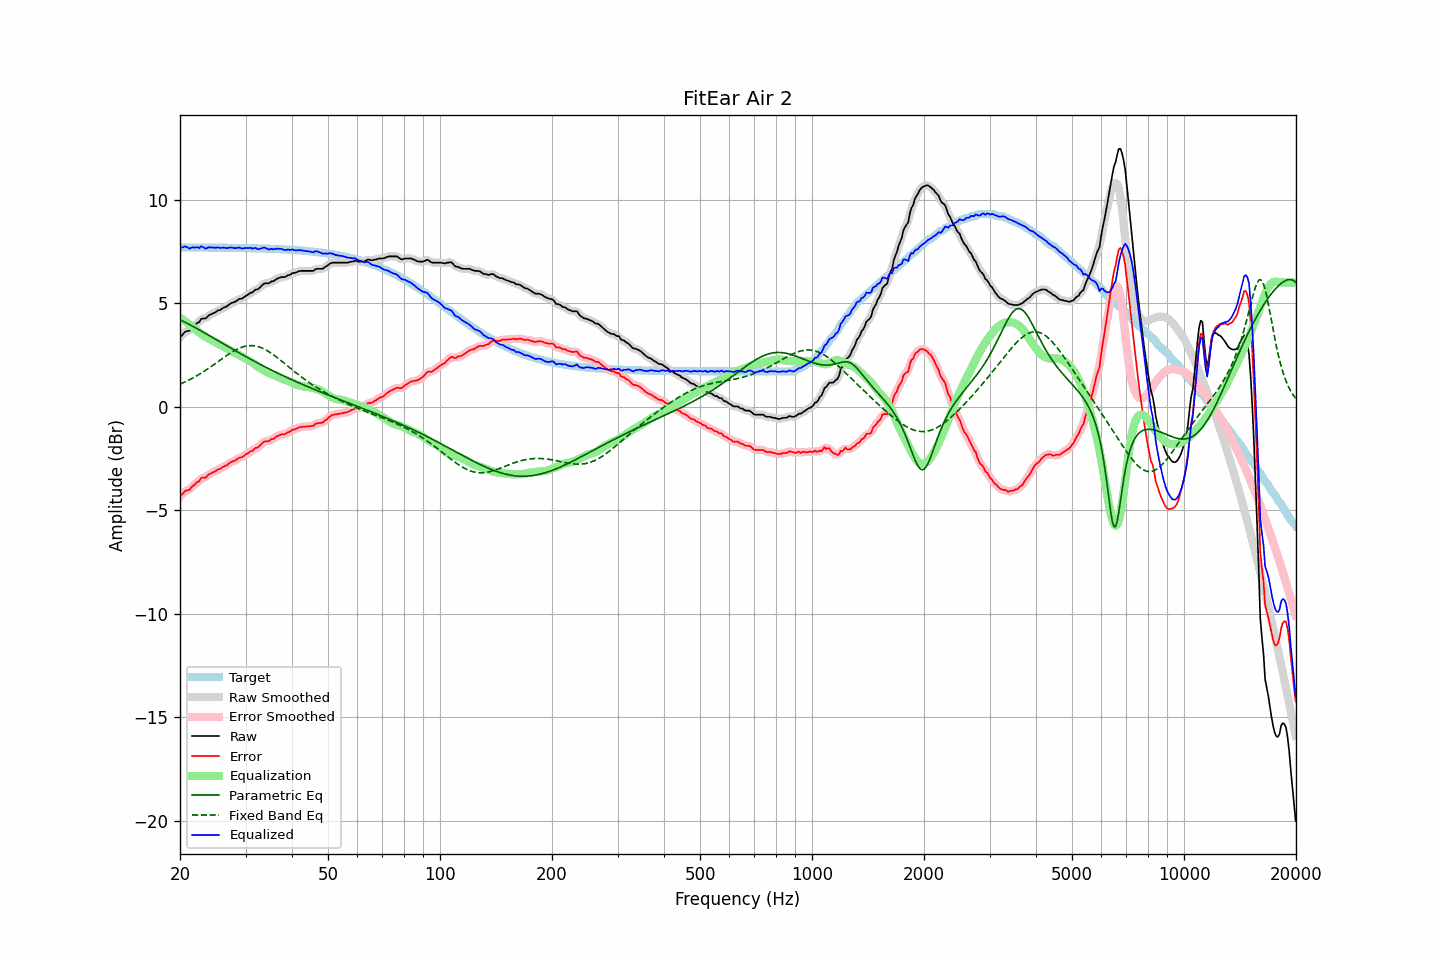 FitEar Air 2
Amplitude (dBr)
10
5
0
−5
−10
−15
−20
Target
Raw Smoothed
Error Smoothed
Raw
Error
Equalization
Parametric Eq
Fixed Band Eq
Equalized
20 50 100 200 500 1000 2000 5000 10000 20000
Frequency (Hz)